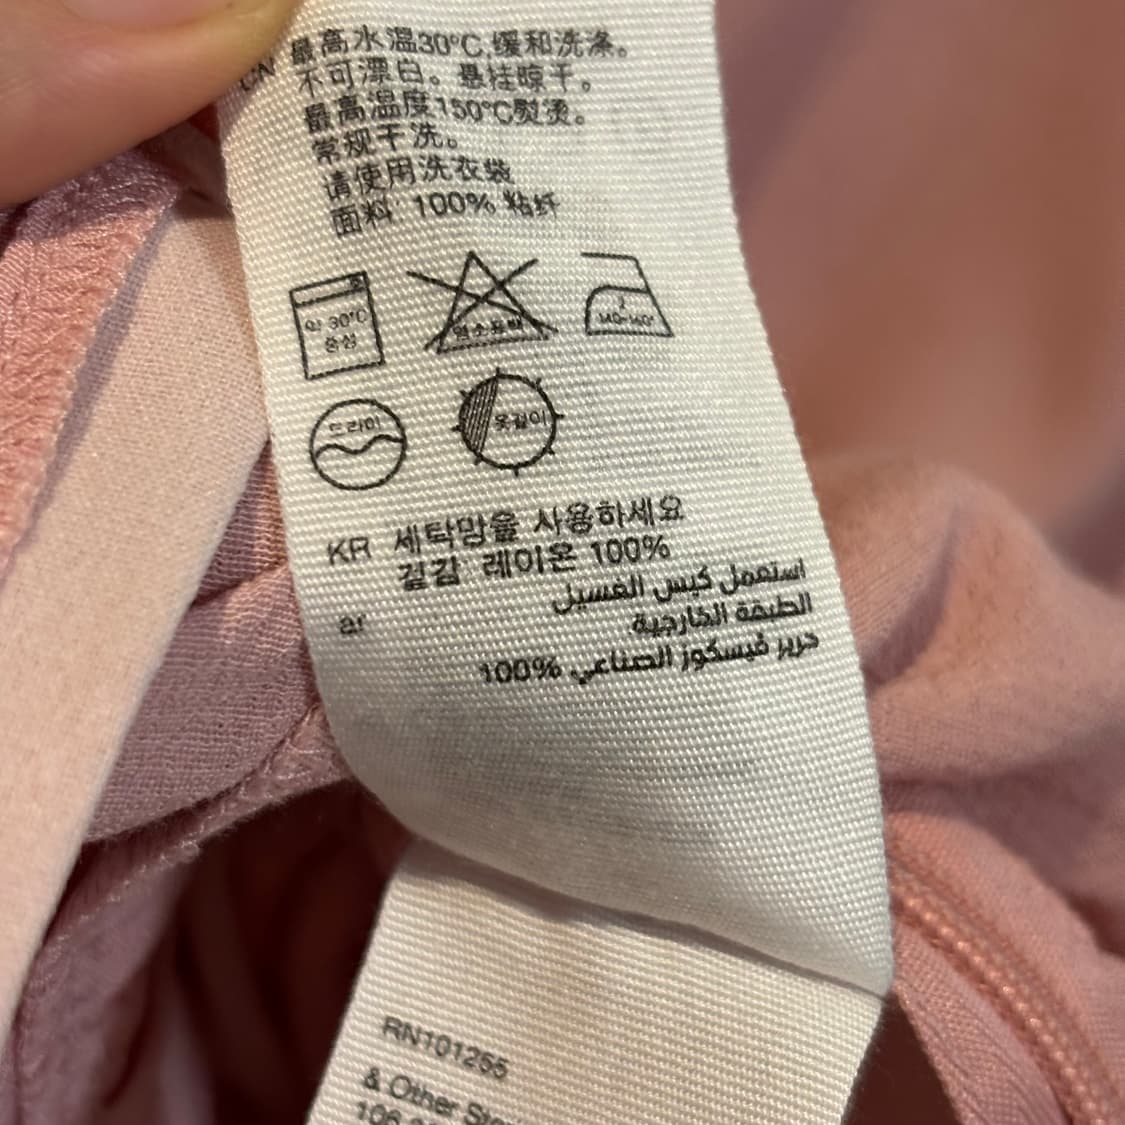 CN 最高水温30°C,缓和洗涤。
不可漂白。悬挂晾干。
最高温度150°C熨烫。
常规干洗。
请使用洗衣袋
面料 100% 粘纤
약 30°C
중성
염소표백
2
140~160°
드라이
옷걸이
KR 세탁망을 사용하세요
겉감 레이온 100%
ar استعمل كيس الغسيل
الطبقة الخارجية
حرير فيسكوز الصناعي %100
RN101255
& Other
106